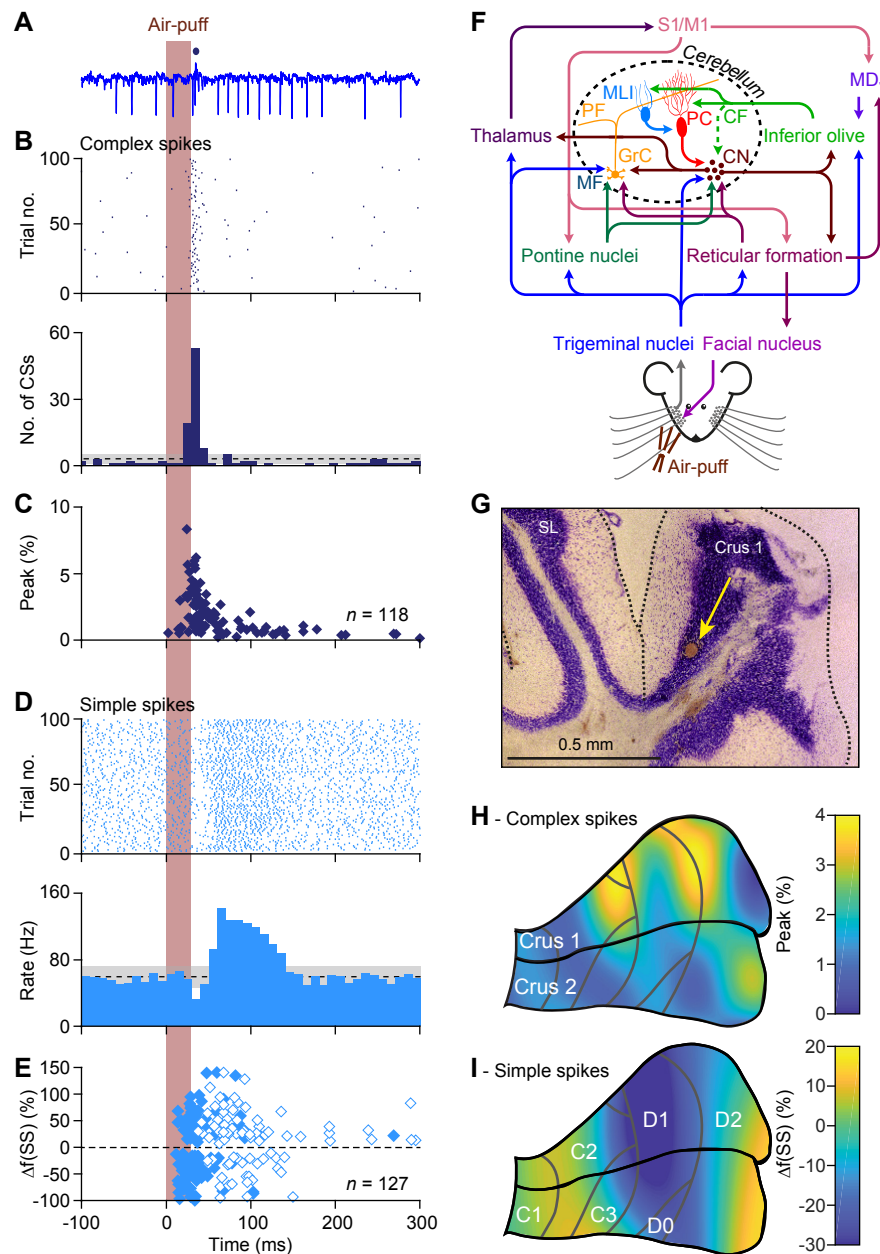 A
Air-puff
B
Complex spikes
Trial no.
100
50
0
No. of CSs
60
30
0
C
Peak (%)
10
5
0
n = 118
D
Simple spikes
Trial no.
100
50
0
Rate (Hz)
160
80
0
E
Δf(SS) (%)
150
100
50
0
-50
-100
n = 127
-100
0
100
200
300
Time (ms)
F
S1/M1
Cerebellum
MLI
PF
PC
CF
Thalamus
Inferior olive
GrC
CN
MF
Pontine nuclei
Reticular formation
Trigeminal nuclei
Facial nucleus
Air-puff
G
SL
Crus 1
0.5 mm
H - Complex spikes
Crus 1
Crus 2
Peak (%)
4
3
2
1
0
I - Simple spikes
D1
D2
C2
C1
C3
D0
Δf(SS) (%)
20
10
0
-10
-20
-30